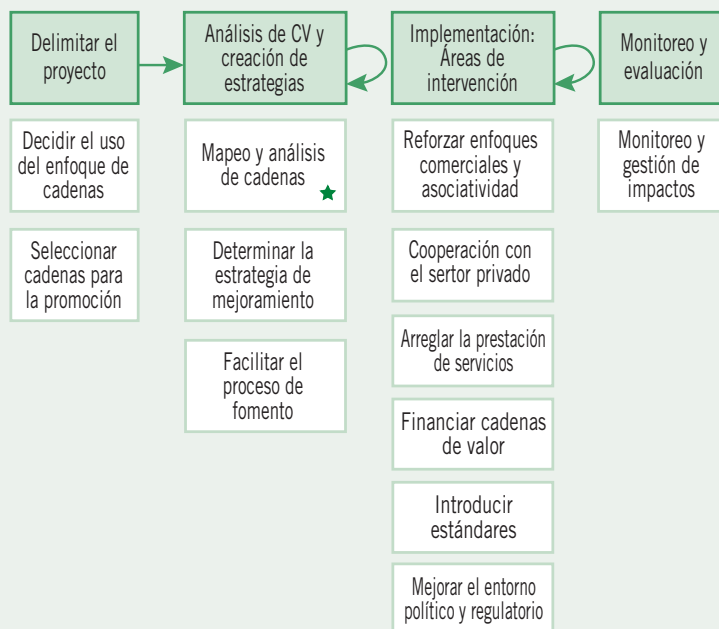 Delimitar el
proyecto
Análisis de CV y
creación de
estrategias
Implementación:
Áreas de
intervención
Monitoreo y
evaluación
Decidir el uso
del enfoque de
cadenas
Seleccionar
cadenas para
la promoción
Mapeo y análisis
de cadenas
Determinar la
estrategia de
mejoramiento
Facilitar el
proceso de
fomento
Reforzar enfoques
comerciales y
asociatividad
Cooperación con
el sertor privado
Arreglar la prestación
de servicios
Financiar cadenas
de valor
Introducir
estándares
Mejorar el entorno
político y regulatorio
Monitoreo y
gestión de
impactos